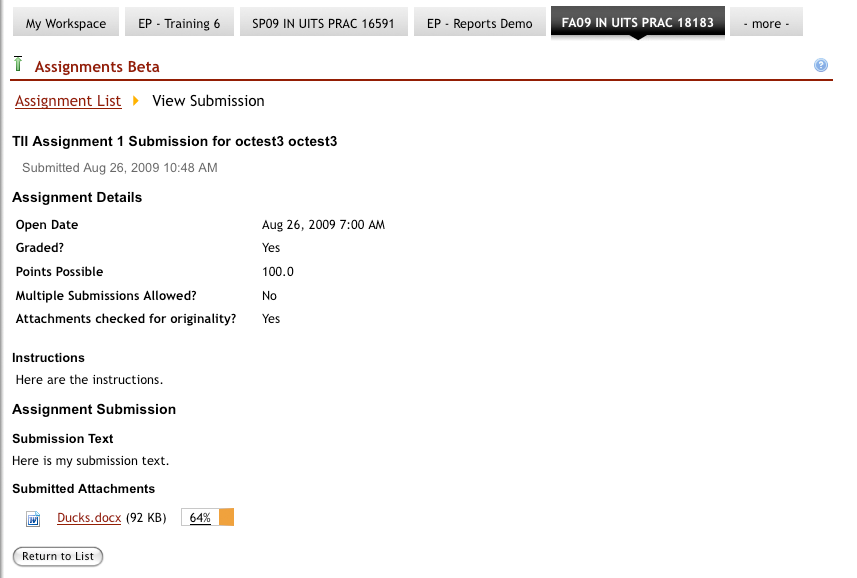 My Workspace EP - Training 6 SP09 IN UITS PRAC 16591 EP - Reports Demo FA09 IN UITS PRAC 18183 - more -
Assignments Beta ?
Assignment List View Submission
TII Assignment 1 Submission for octest3 octest3
Submitted Aug 26, 2009 10:48 AM
Assignment Details
Open Date Aug 26, 2009 7:00 AM
Graded? Yes
Points Possible 100.0
Multiple Submissions Allowed? No
Attachments checked for originality? Yes
Instructions
Here are the instructions.
Assignment Submission
Submission Text
Here is my submission text.
Submitted Attachments
Ducks.docx (92 KB) 64%
Return to List